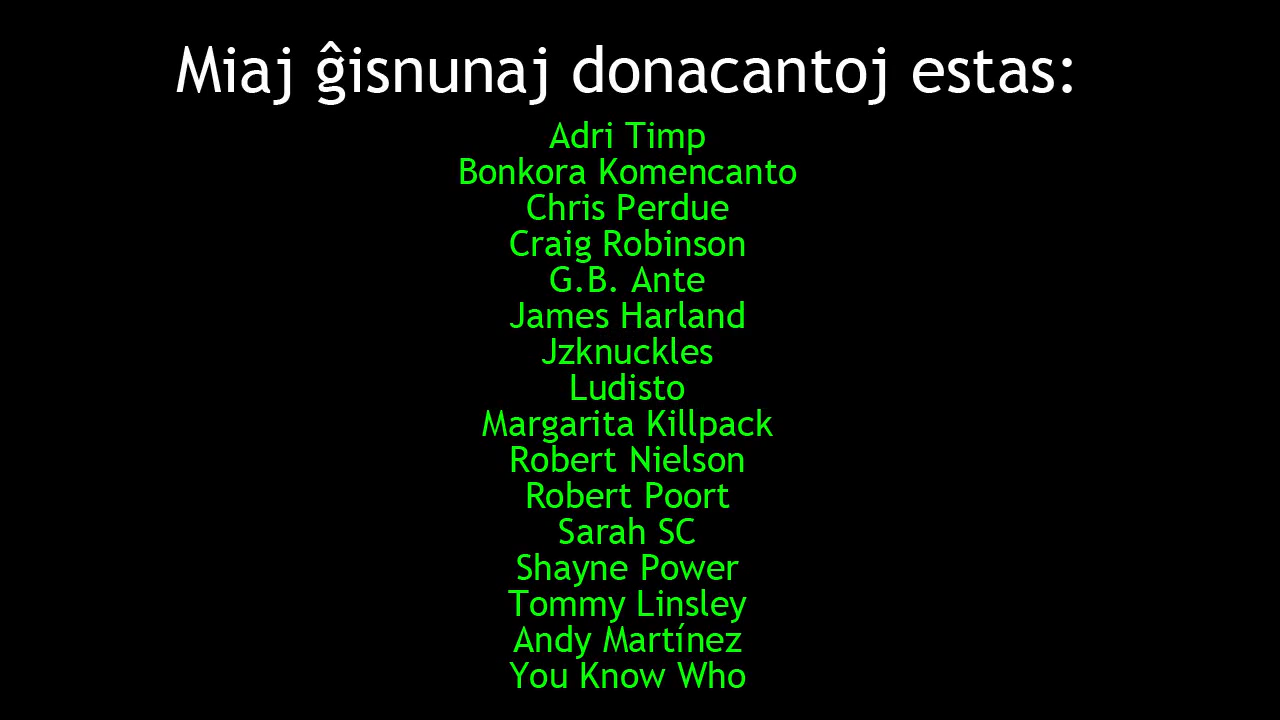 Miaj ĝisnunaj donacantoj estas:
Adri Timp
Bonkora Komencanto
Chris Perdue
Craig Robinson
G.B. Ante
James Harland
Jzknuckles
Ludisto
Margarita Killpack
Robert Nielson
Robert Poort
Sarah SC
Shayne Power
Tommy Linsley
Andy Martínez
You Know Who